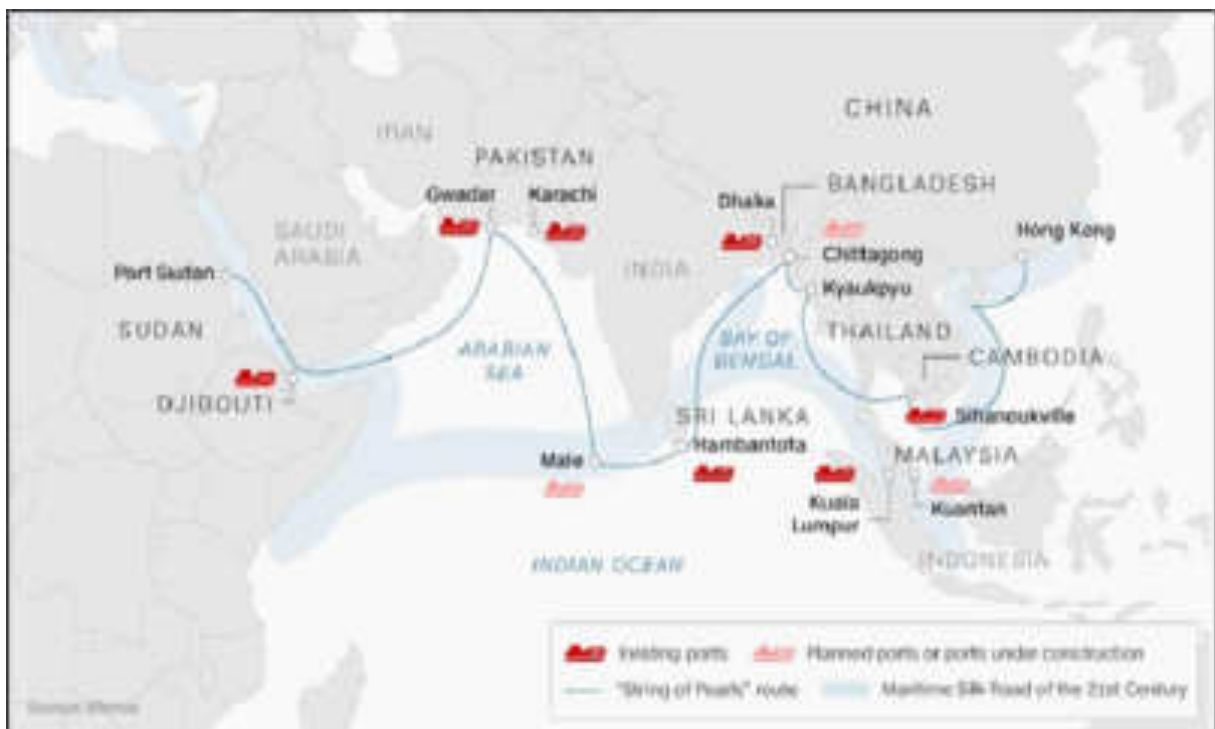 CHINA
IRAN
PAKISTAN
BANGLADESH
Gwadar
Karachi
Dhaka
Hong Kong
SAUDI
ARABIA
INDIA
Chittagong
Port Sudan
Kyaukpyu
SUDAN
THAILAND
ARABIAN
SEA
BAY OF
BENGAL
CAMBODIA
DJIBOUTI
SRI LANKA
Sihanoukville
Hambantota
Male
MALAYSIA
Kuala
Lumpur
Kuantan
INDIAN OCEAN
INDONESIA
Existing ports
Planned ports or ports under construction
"String of Pearls" route
Maritime Silk Road of the 21st Century